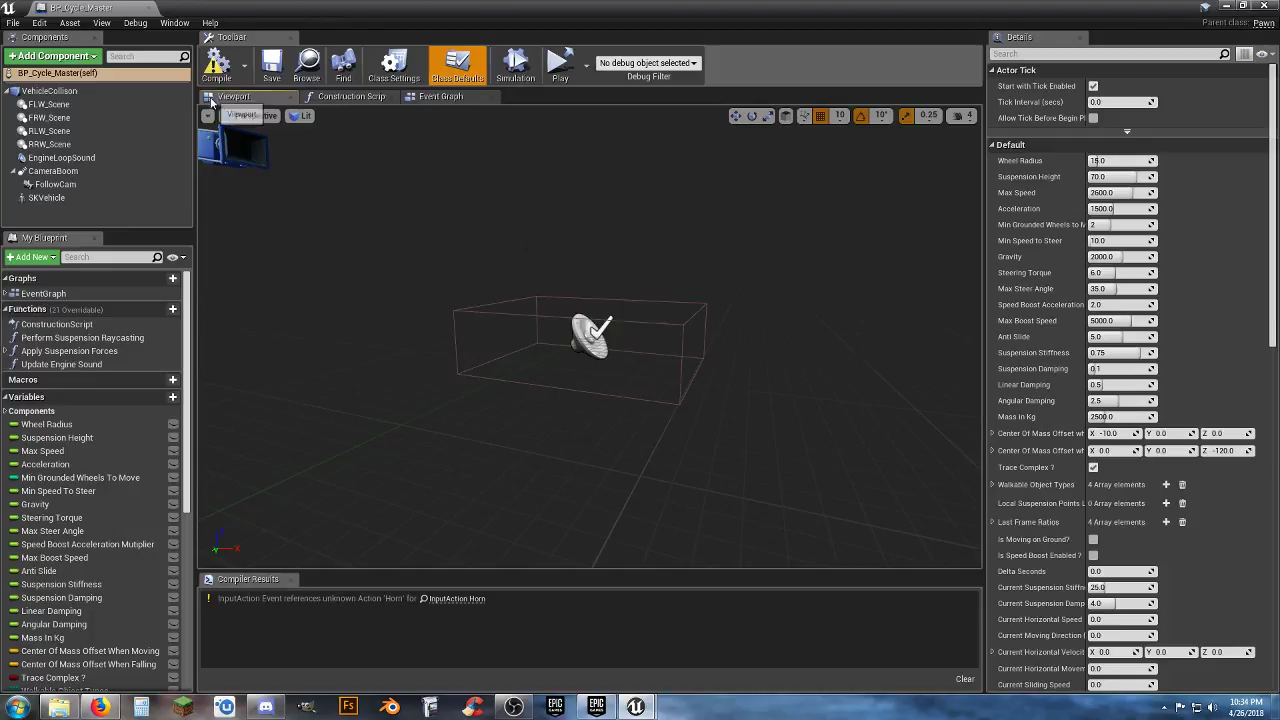 BP_Cycle_Master
File Edit Asset View Debug Window Help
Parent class: Pawn
Components
Toolbar
Details
Add Component
Search
BP_Cycle_Master(self)
VehicleCollision
FLW_Scene
FRW_Scene
RLW_Scene
RRW_Scene
EngineLoopSound
CameraBoom
FollowCam
SKVehicle
Compile
Save
Browse
Find
Class Settings
Class Defaults
Simulation
Play
No debug object selected
Debug Filter
Viewport
Construction Scrip
Event Graph
Viewport
Lit
10
10°
0.25
4
My Blueprint
Add New
Search
Graphs
EventGraph
Functions (21 Overridable)
ConstructionScript
Perform Suspension Raycasting
Apply Suspension Forces
Update Engine Sound
Macros
Variables
Components
Wheel Radius
Suspension Height
Max Speed
Acceleration
Min Grounded Wheels To Move
Min Speed To Steer
Gravity
Steering Torque
Max Steer Angle
Speed Boost Acceleration Mutiplier
Max Boost Speed
Anti Slide
Suspension Stiffness
Suspension Damping
Linear Damping
Angular Damping
Mass In Kg
Center Of Mass Offset When Moving
Center Of Mass Offset When Falling
Trace Complex ?
Compiler Results
InputAction Event references unknown Action 'Horn' for InputAction Horn
Clear
Search
Actor Tick
Start with Tick Enabled
Tick Interval (secs) 0.0
Allow Tick Before Begin Pl
Default
Wheel Radius 15.0
Suspension Height 70.0
Max Speed 2600.0
Acceleration 1500.0
Min Grounded Wheels to M 2
Min Speed to Steer 10.0
Gravity 2000.0
Steering Torque 6.0
Max Steer Angle 35.0
Speed Boost Acceleration 2.0
Max Boost Speed 5000.0
Anti Slide 5.0
Suspension Stiffness 0.75
Suspension Damping 0.1
Linear Damping 0.5
Angular Damping 2.5
Mass in Kg 2500.0
Center Of Mass Offset wh X -10.0 Y 0.0 Z 0.0
Center Of Mass Offset wh X 0.0 Y 0.0 Z -120.0
Trace Complex ?
Walkable Object Types 4 Array elements
Local Suspension Points L 0 Array elements
Last Frame Ratios 4 Array elements
Is Moving on Ground?
Is Speed Boost Enabled ?
Delta Seconds 0.0
Current Suspension Stiffn 25.0
Current Suspension Damp 4.0
Current Horizontal Speed 0.0
Current Moving Direction ( 0.0
Current Horizontal Velocit X 0.0 Y 0.0 Z 0.0
Current Horizontal Movem 0.0
Current Sliding Speed 0.0
Fs
EPIC GAMES
EPIC GAMES
10:34 PM
4/26/2018